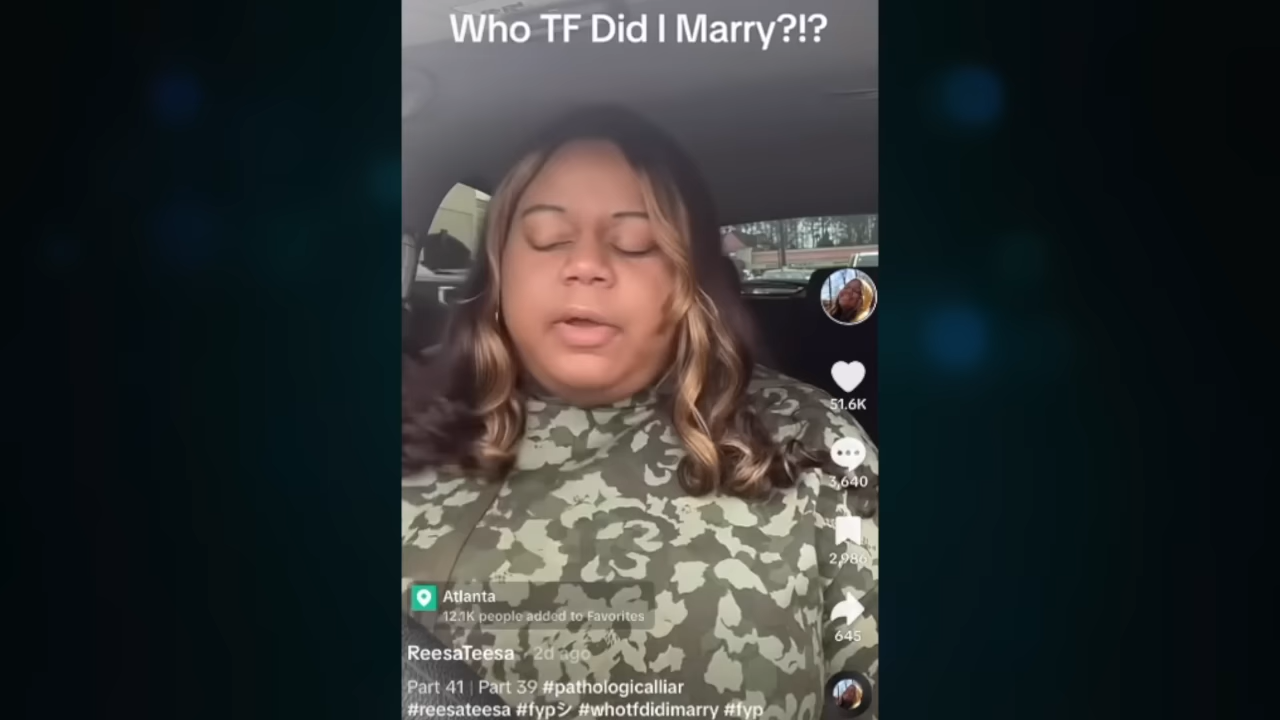 Who TF Did I Marry?!?
51.6K
3,640
2,986
Atlanta
12.1K people added to Favorites
645
ReesaTeesa · 2d ago
Part 41 | Part 39 #pathologicalliar
#reesateesa #fypシ #whotfdidimarry #fyp